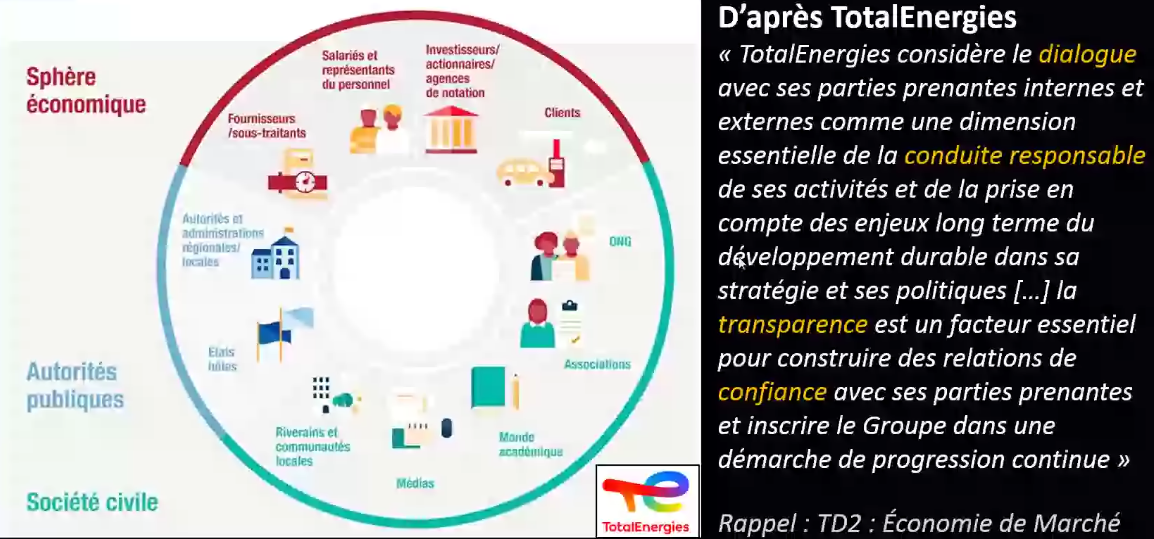 Sphère
économique
Salariés et
représentants
du personnel
Investisseurs/
actionnaires/
agences
de notation
Clients
Fournisseurs
/sous-traitants
Autorités et
administrations
régionales/
locales
ONG
Etats
hôtes
Associations
Autorités
publiques
Riverains et
communautés
locales
Monde
académique
Médias
Société civile
TotalEnergies
D’après TotalEnergies
« TotalEnergies considère le dialogue
avec ses parties prenantes internes et
externes comme une dimension
essentielle de la conduite responsable
de ses activités et de la prise en
compte des enjeux long terme du
développement durable dans sa
stratégie et ses politiques [...] la
transparence est un facteur essentiel
pour construire des relations de
confiance avec ses parties prenantes
et inscrire le Groupe dans une
démarche de progression continue »
Rappel : TD2 : Économie de Marché